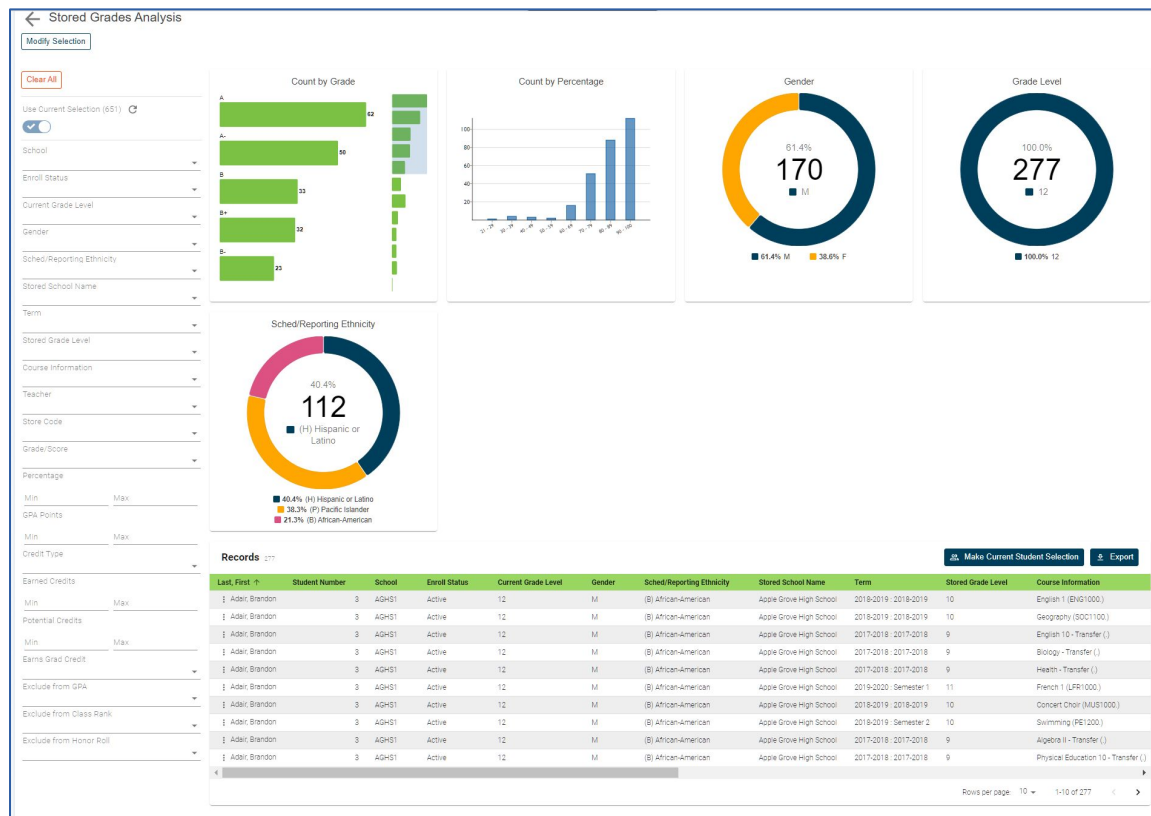 Stored Grades Analysis
Modify Selection
Clear All
Use Current Selection (651)
School
Enroll Status
Current Grade Level
Gender
Sched/Reporting Ethnicity
Stored School Name
Term
Stored Grade Level
Course Information
Teacher
Store Code
Grade/Score
Percentage
Min Max
GPA Points
Min Max
Credit Type
Earned Credits
Min Max
Potential Credits
Min Max
Earns Grad Credit
Exclude from GPA
Exclude from Class Rank
Exclude from Honor Roll
Count by Grade
A
62
A-
50
B
33
B+
32
B-
23
Count by Percentage
100
80
60
40
20
21 - 29 30 - 39 40 - 49 50 - 59 60 - 69 70 - 79 80 - 89 90 - 100
Gender
61.4%
170
M
61.4% M 38.6% F
Grade Level
100.0%
277
12
100.0% 12
Sched/Reporting Ethnicity
40.4%
112
(H) Hispanic or
Latino
40.4% (H) Hispanic or Latino
38.3% (P) Pacific Islander
21.3% (B) African-American
Records 277 Make Current Student Selection Export
Last, First Student Number School Enroll Status Current Grade Level Gender Sched/Reporting Ethnicity Stored School Name Term Stored Grade Level Course Information
Adair, Brandon 3 AGHS1 Active 12 M (B) African-American Apple Grove High School 2018-2019 : 2018-2019 10 English 1 (ENG1000.)
Adair, Brandon 3 AGHS1 Active 12 M (B) African-American Apple Grove High School 2018-2019 : 2018-2019 10 Geography (SOC1100.)
Adair, Brandon 3 AGHS1 Active 12 M (B) African-American Apple Grove High School 2017-2018 : 2017-2018 9 English 10 - Transfer (.)
Adair, Brandon 3 AGHS1 Active 12 M (B) African-American Apple Grove High School 2017-2018 : 2017-2018 9 Biology - Transfer (.)
Adair, Brandon 3 AGHS1 Active 12 M (B) African-American Apple Grove High School 2017-2018 : 2017-2018 9 Health - Transfer (.)
Adair, Brandon 3 AGHS1 Active 12 M (B) African-American Apple Grove High School 2019-2020 : Semester 1 11 French 1 (LFR1000.)
Adair, Brandon 3 AGHS1 Active 12 M (B) African-American Apple Grove High School 2018-2019 : 2018-2019 10 Concert Choir (MUS1000.)
Adair, Brandon 3 AGHS1 Active 12 M (B) African-American Apple Grove High School 2018-2019 : Semester 2 10 Swimming (PE1200.)
Adair, Brandon 3 AGHS1 Active 12 M (B) African-American Apple Grove High School 2017-2018 : 2017-2018 9 Algebra II - Transfer (.)
Adair, Brandon 3 AGHS1 Active 12 M (B) African-American Apple Grove High School 2017-2018 : 2017-2018 9 Physical Education 10 - Transfer (.)
Rows per page: 10 1-10 of 277